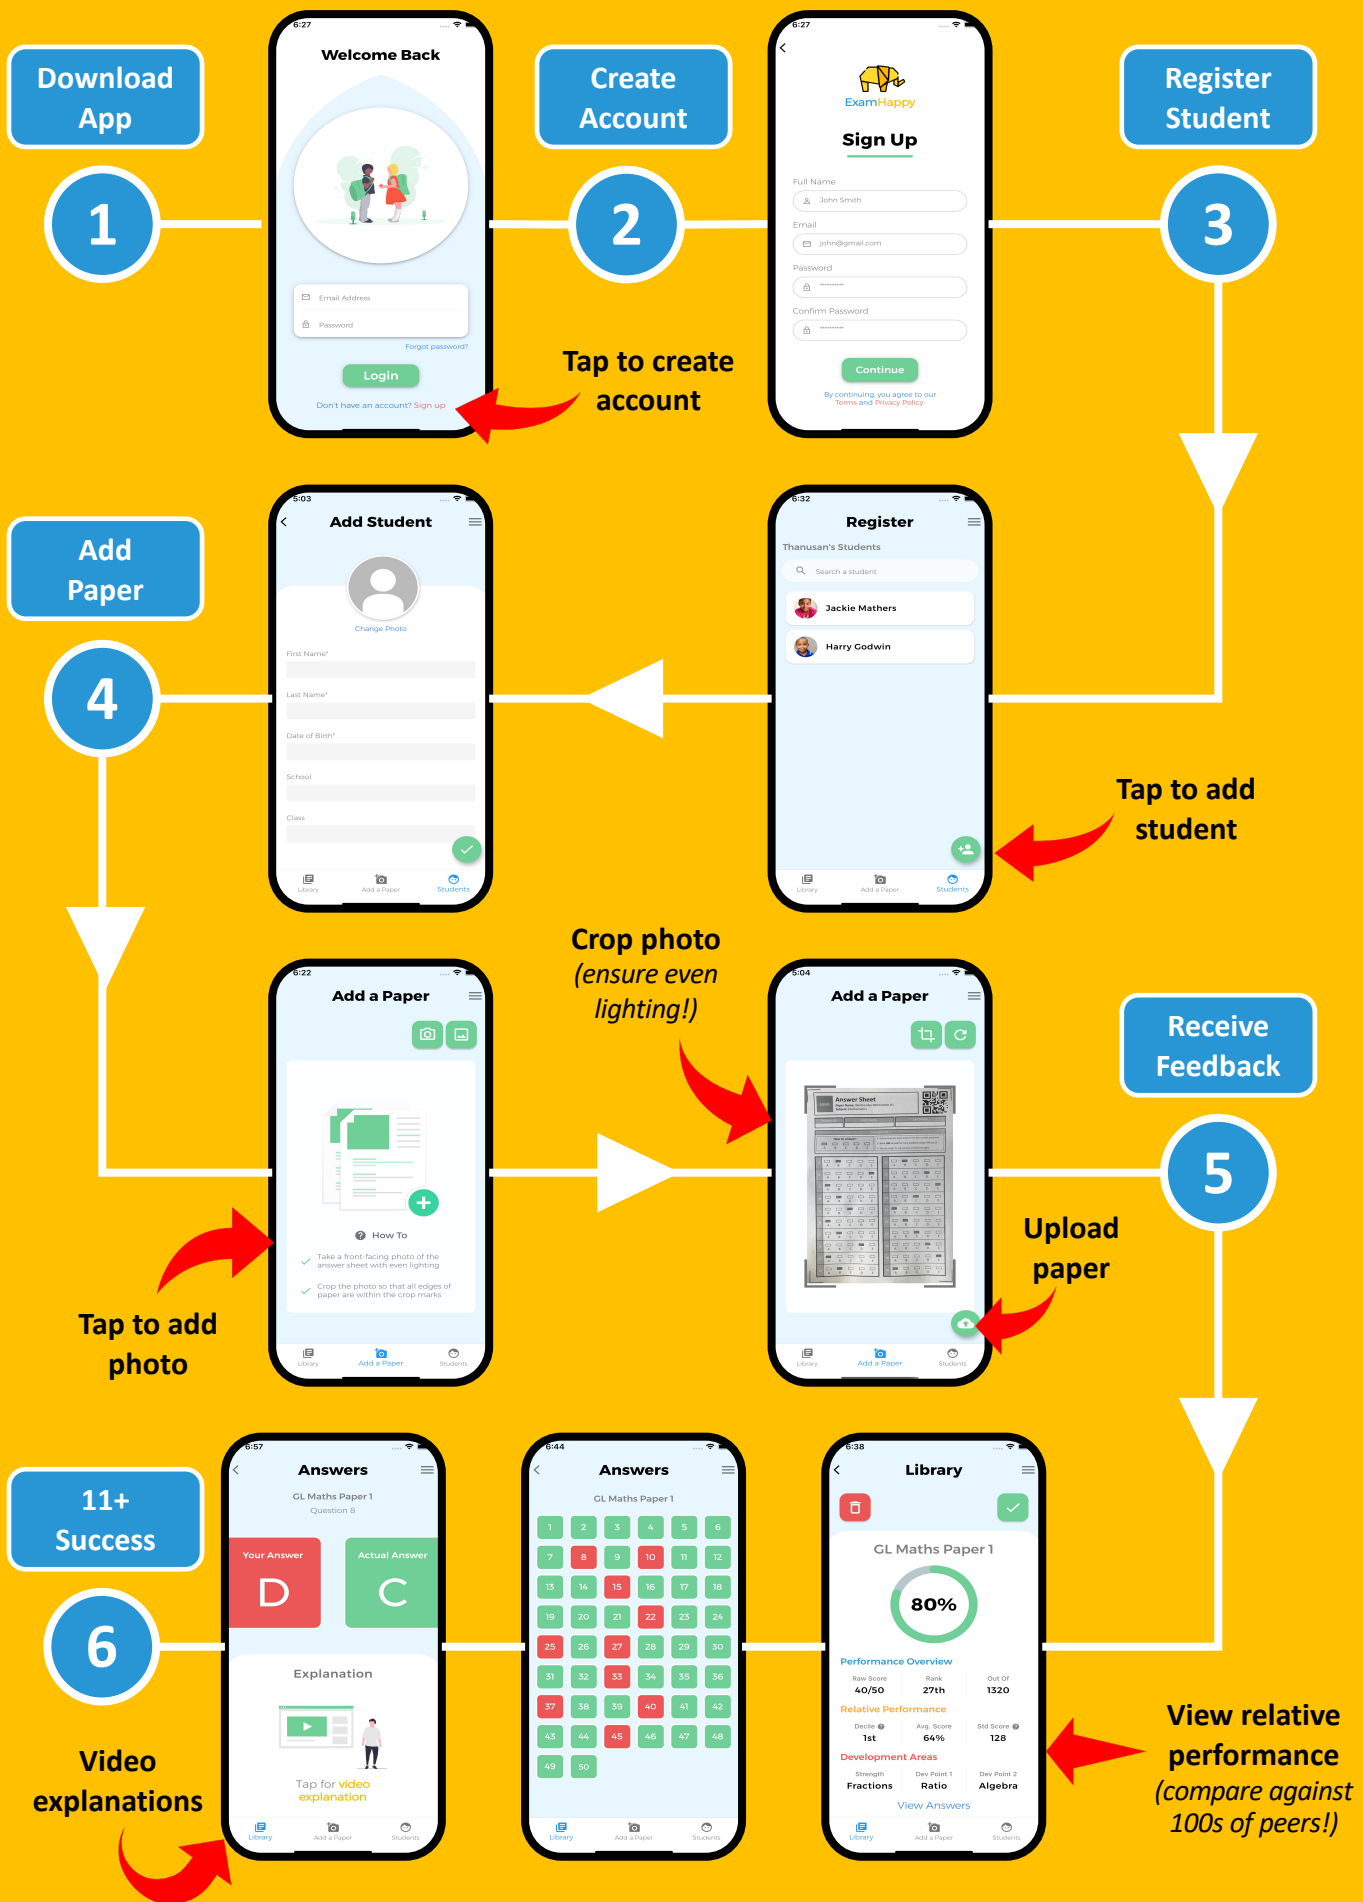 Download
App
1
6:27
Welcome Back
Email Address
Password
Forgot password?
Login
Don't have an account? Sign up
Tap to create
account
Create
Account
2
6:27
ExamHappy
Sign Up
Full Name
John Smith
Email
john@gmail.com
Password
**********
Confirm Password
**********
Continue
By continuing, you agree to our
Terms and Privacy Policy.
Register
Student
3
6:32
Register
Thanusan's Students
Search a student
Jackie Mathers
Harry Godwin
Library
Add a Paper
Students
Tap to add
student
5:03
Add Student
Change Photo
First Name*
Last Name*
Date of Birth*
School
Class
Library
Add a Paper
Students
Add
Paper
4
6:22
Add a Paper
How To
Take a front-facing photo of the
answer sheet with even lighting
Crop the photo so that all edges of
paper are within the crop marks
Library
Add a Paper
Students
Tap to add
photo
Crop photo
(ensure even
lighting!)
5:04
Add a Paper
Answer Sheet
Library
Add a Paper
Students
Upload
paper
Receive
Feedback
5
6:38
Library
GL Maths Paper 1
80%
Performance Overview
Raw Score Rank Out Of
40/50 27th 1320
Relative Performance
Decile Avg. Score Std Score
1st 64% 128
Development Areas
Strength Dev Point 1 Dev Point 2
Fractions Ratio Algebra
View Answers
Library
Add a Paper
Students
View relative
performance
(compare against
100s of peers!)
6:44
Answers
GL Maths Paper 1
1 2 3 4 5 6
7 8 9 10 11 12
13 14 15 16 17 18
19 20 21 22 23 24
25 26 27 28 29 30
31 32 33 34 35 36
37 38 39 40 41 42
43 44 45 46 47 48
49 50
Library
Add a Paper
Students
11+
Success
6
6:57
Answers
GL Maths Paper 1
Question 8
Your Answer
D
Actual Answer
C
Explanation
Tap for video
explanation
Library
Add a Paper
Students
Video
explanations